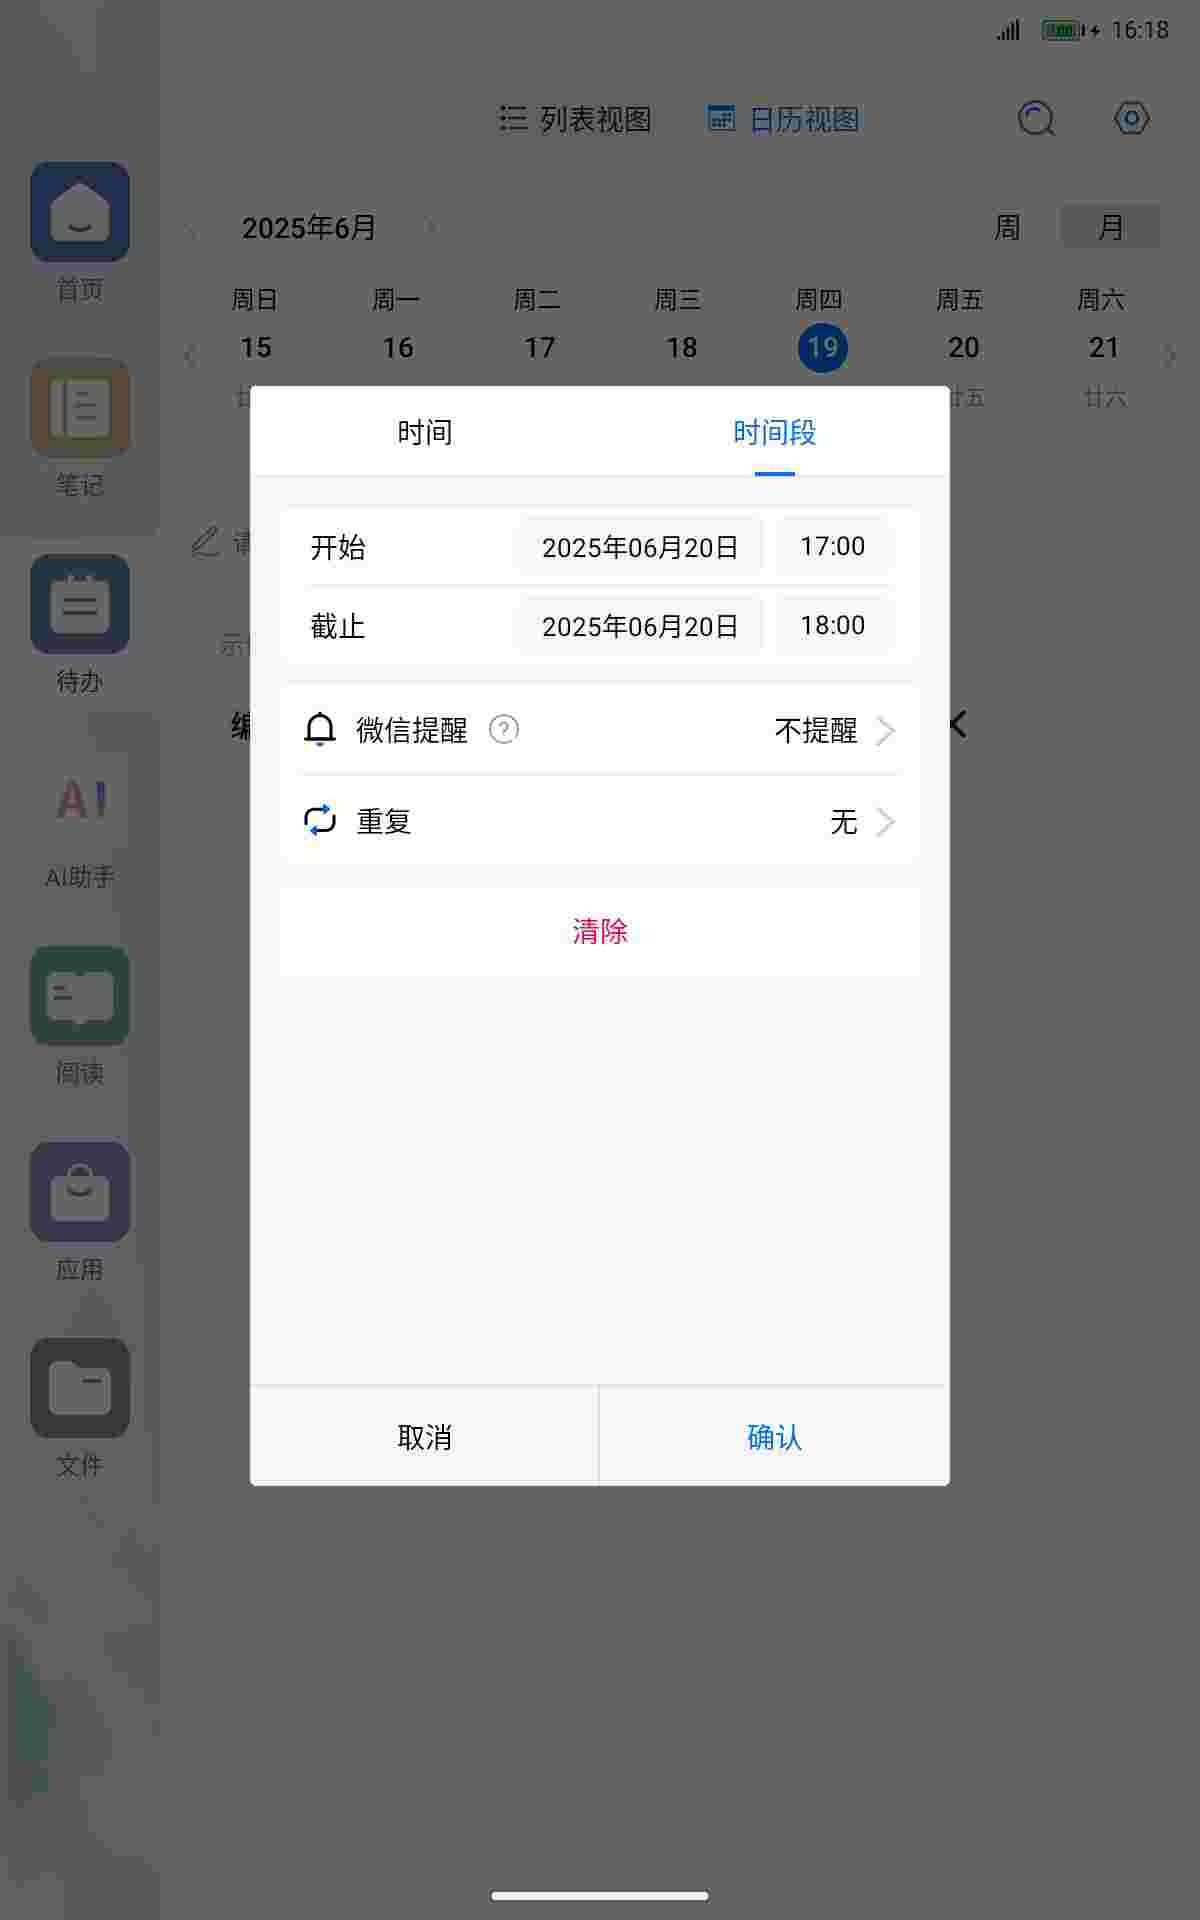 16:18
列表视图 日历视图
2025年6月 周 月
周日 周一 周二 周三 周四 周五 周六
15 16 17 18 19 20 21
廿五 廿六
首页
笔记
待办
AI
AI助手
阅读
应用
文件
时间 时间段
开始 2025年06月20日 17:00
截止 2025年06月20日 18:00
微信提醒 ? 不提醒
重复 无
清除
取消 确认